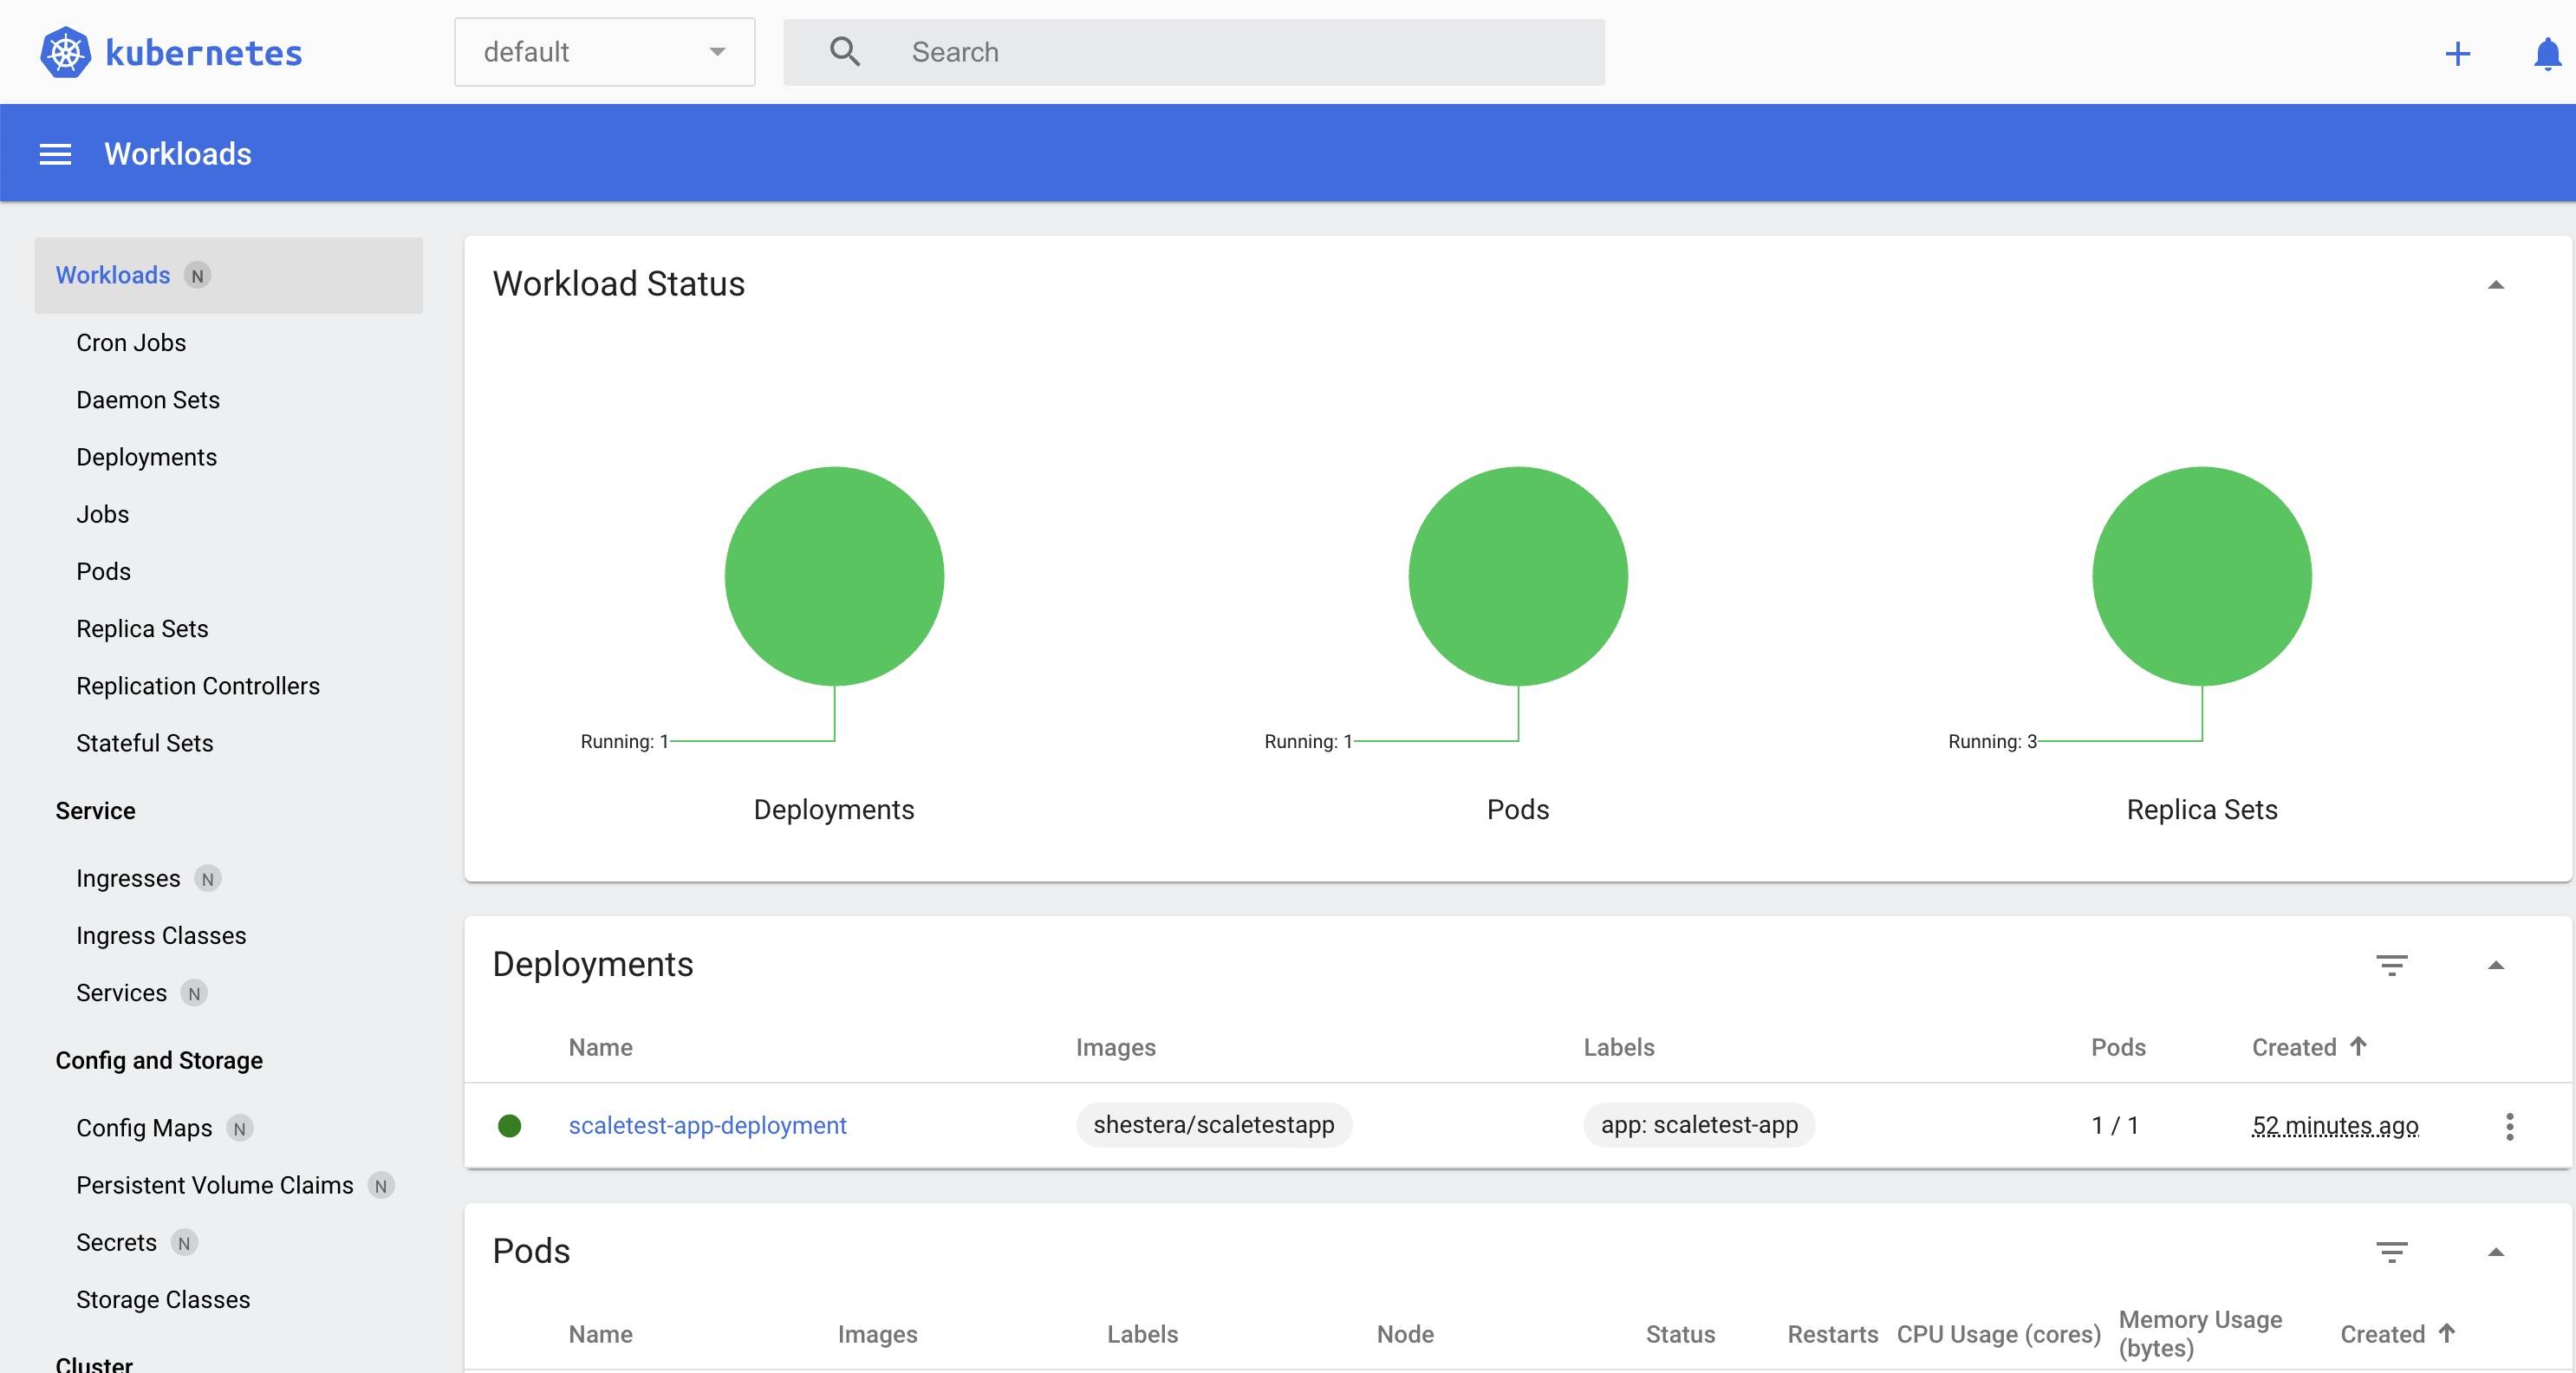 kubernetes
default
Search
Workloads
Workloads N
Cron Jobs
Daemon Sets
Deployments
Jobs
Pods
Replica Sets
Replication Controllers
Stateful Sets
Service
Ingresses N
Ingress Classes
Services N
Config and Storage
Config Maps N
Persistent Volume Claims N
Secrets N
Storage Classes
Cluster
Workload Status
Running: 1
Deployments
Running: 1
Pods
Running: 3
Replica Sets
Deployments
Name Images Labels Pods Created
scaletest-app-deployment shestera/scaletestapp app: scaletest-app 1 / 1 52 minutes ago
Pods
Name Images Labels Node Status Restarts CPU Usage (cores) Memory Usage (bytes) Created